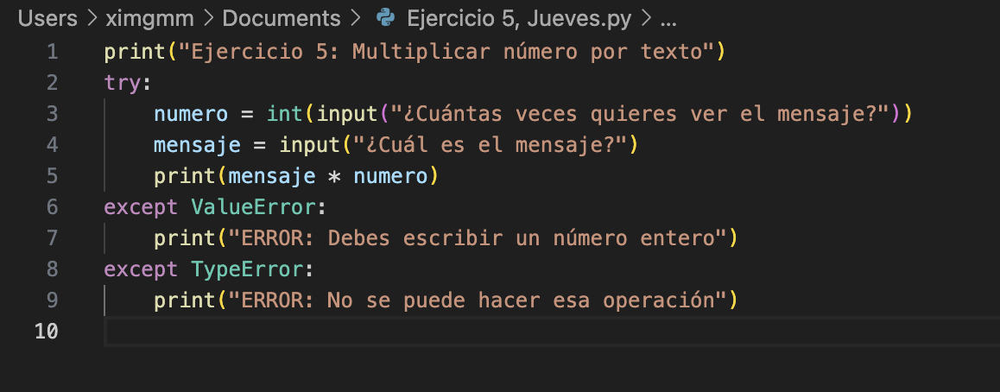 Users > ximgmm > Documents > Ejercicio 5, Jueves.py > ...
1 print("Ejercicio 5: Multiplicar número por texto")
2 try:
3     numero = int(input("¿Cuántas veces quieres ver el mensaje?"))
4     mensaje = input("¿Cuál es el mensaje?")
5     print(mensaje * numero)
6 except ValueError:
7     print("ERROR: Debes escribir un número entero")
8 except TypeError:
9     print("ERROR: No se puede hacer esa operación")
10